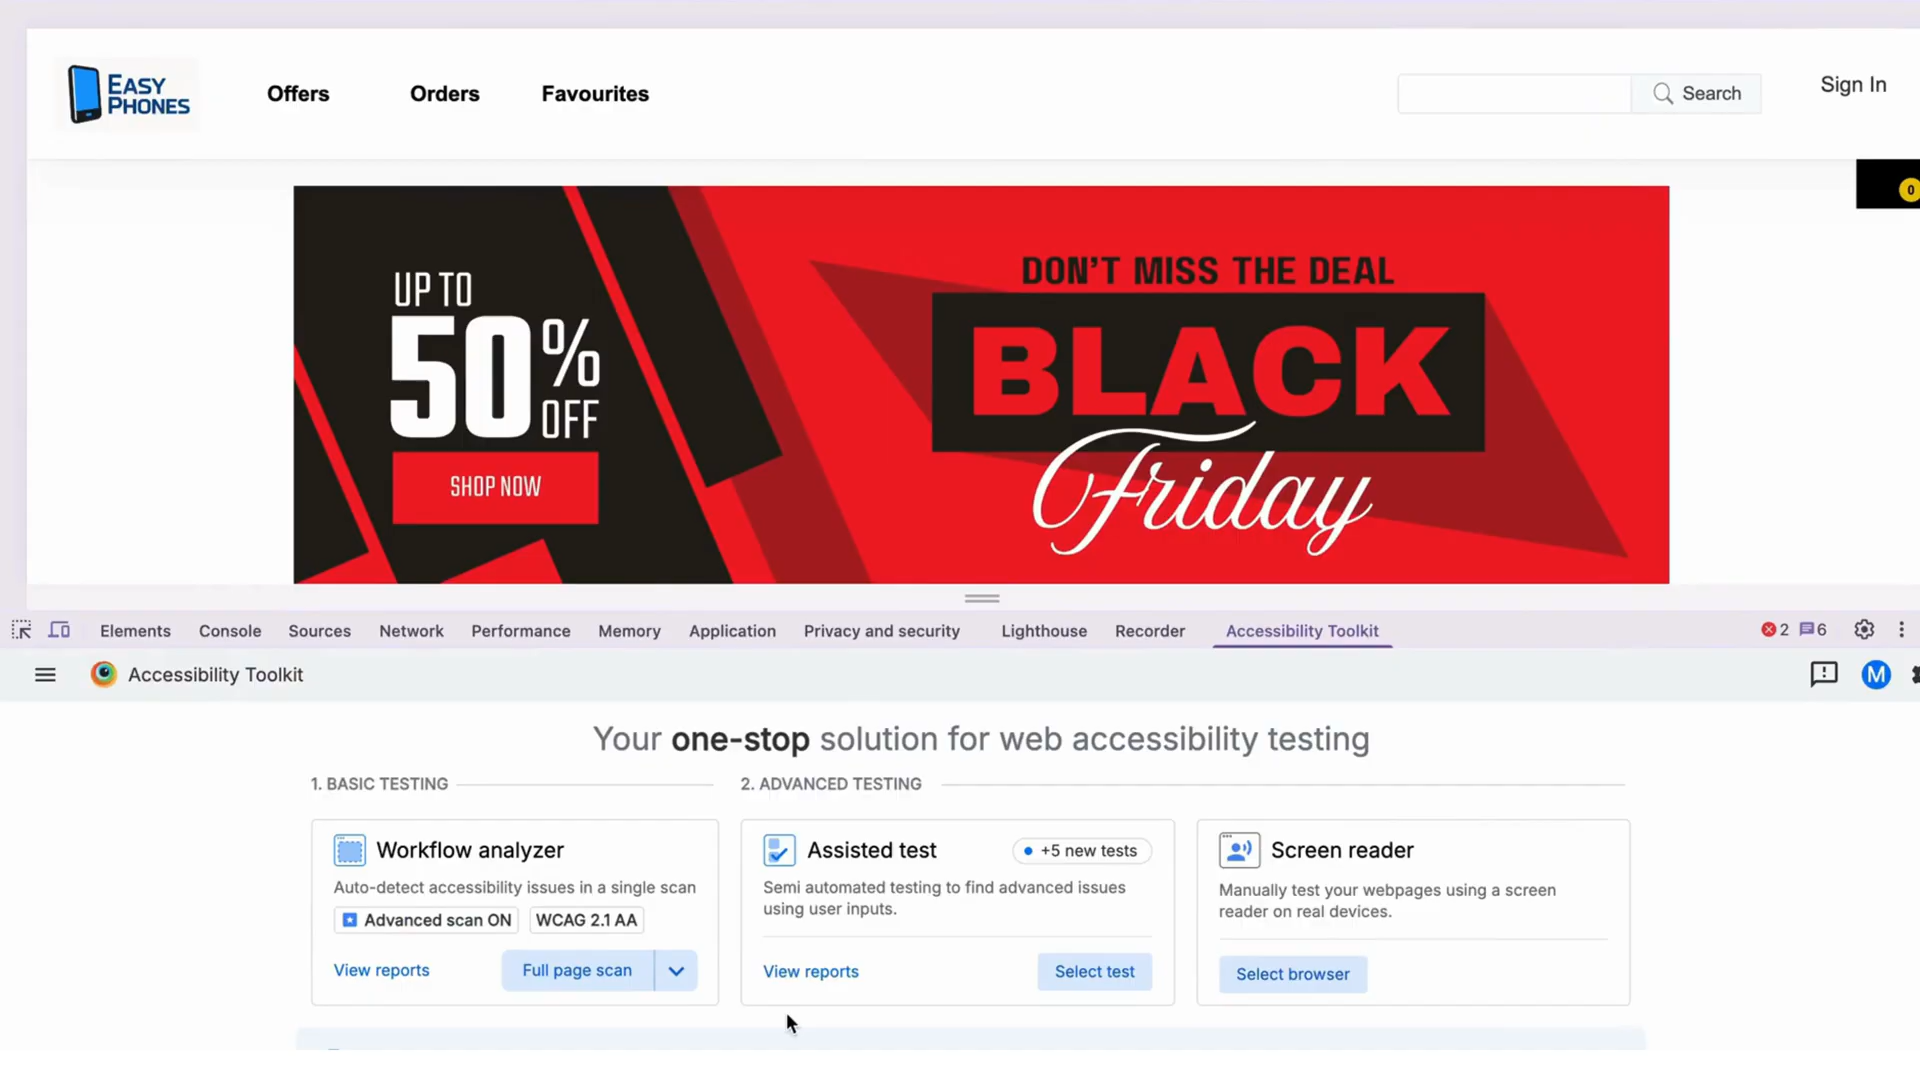 EASY
PHONES
Offers
Orders
Favourites
Search
Sign In
0
UP TO
50%
OFF
SHOP NOW
DON'T MISS THE DEAL
BLACK
Friday
Elements
Console
Sources
Network
Performance
Memory
Application
Privacy and security
Lighthouse
Recorder
Accessibility Toolkit
2
6
Accessibility Toolkit
M
Your one-stop solution for web accessibility testing
1. BASIC TESTING
2. ADVANCED TESTING
Workflow analyzer
Auto-detect accessibility issues in a single scan
Advanced scan ON
WCAG 2.1 AA
View reports
Full page scan
Assisted test
+5 new tests
Semi automated testing to find advanced issues
using user inputs.
View reports
Select test
Screen reader
Manually test your webpages using a screen
reader on real devices.
Select browser